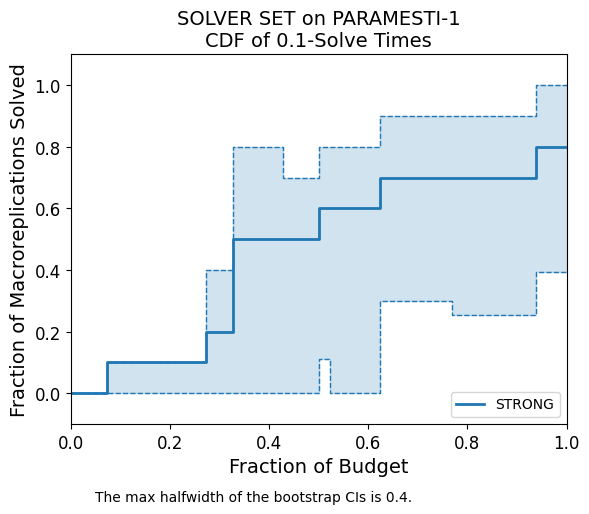 SOLVER SET on PARAMESTI-1
CDF of 0.1-Solve Times
Fraction of Macroreplications Solved
1.0
0.8
0.6
0.4
0.2
0.0
STRONG
0.0 0.2 0.4 0.6 0.8 1.0
Fraction of Budget
The max halfwidth of the bootstrap CIs is 0.4.